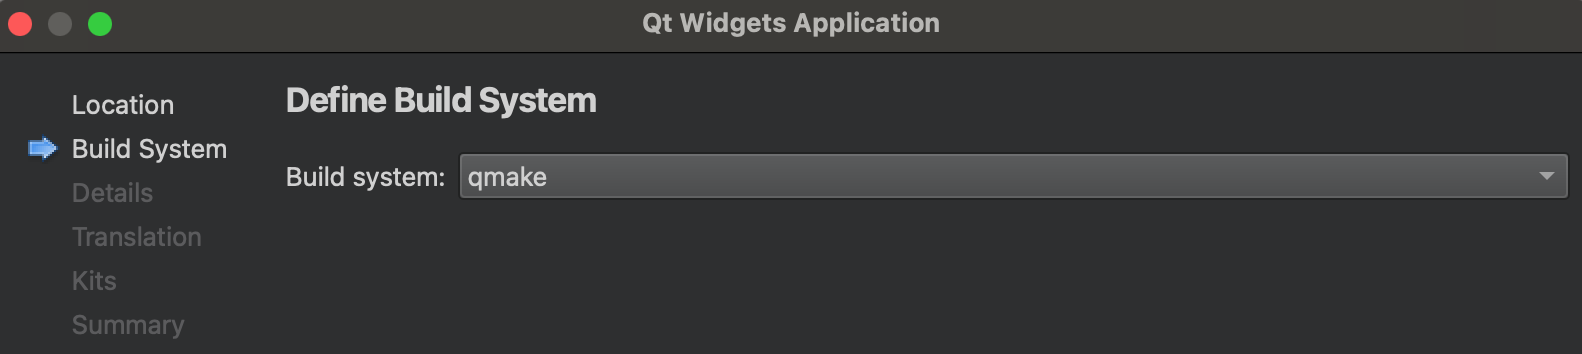 Qt Widgets Application
Location
Build System
Details
Translation
Kits
Summary
Define Build System
Build system: qmake